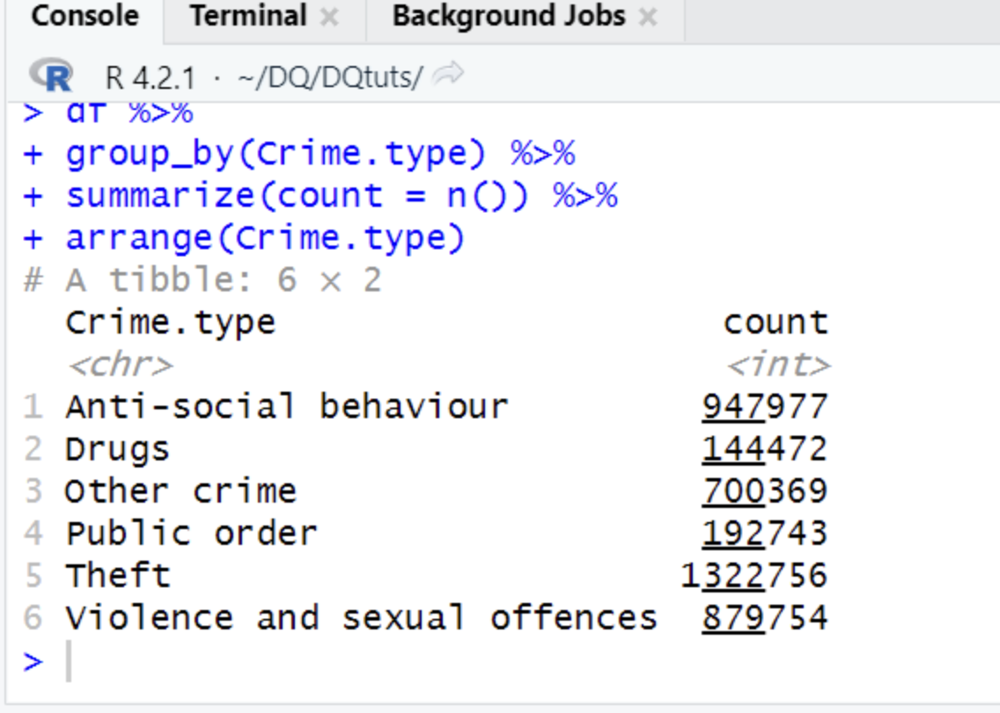 Console Terminal × Background Jobs ×
R R 4.2.1 · ~/DQ/DQtuts/
> df %>%
+ group_by(Crime.type) %>%
+ summarize(count = n()) %>%
+ arrange(Crime.type)
# A tibble: 6 × 2
Crime.type count
<chr> <int>
1 Anti-social behaviour 947977
2 Drugs 144472
3 Other crime 700369
4 Public order 192743
5 Theft 1322756
6 Violence and sexual offences 879754
>